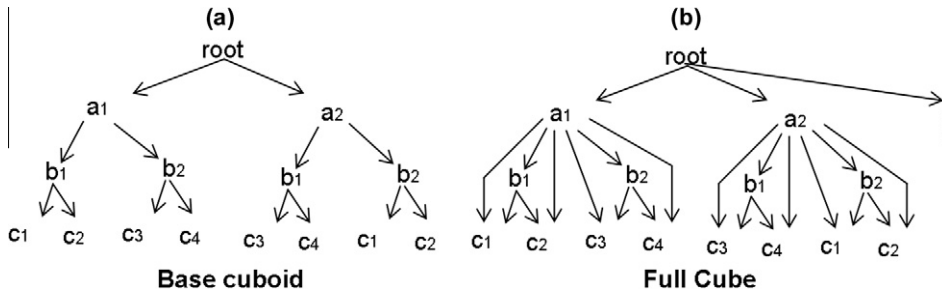 (a) (b)
root root
a1 a2 a1 a2
b1 b2 b1 b2 b1 b2 b1 b2
c1 c2 c3 c4 c3 c4 c1 c2 c1 c2 c3 c4 c3 c4 c1 c2
Base cuboid Full Cube